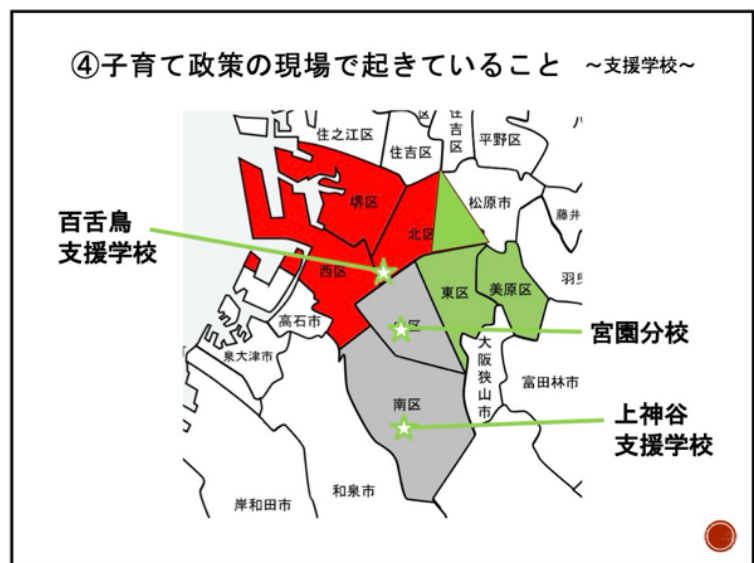 ④子育て政策の現場で起きていること ～支援学校～
住之江区
住吉区
住吉区
平野区
堺区
北区
松原市
藤井
百舌鳥
支援学校
西区
東区
美原区
羽曳
高石市
区
宮園分校
泉大津市
大阪狭山市
富田林市
南区
上神谷
支援学校
和泉市
岸和田市